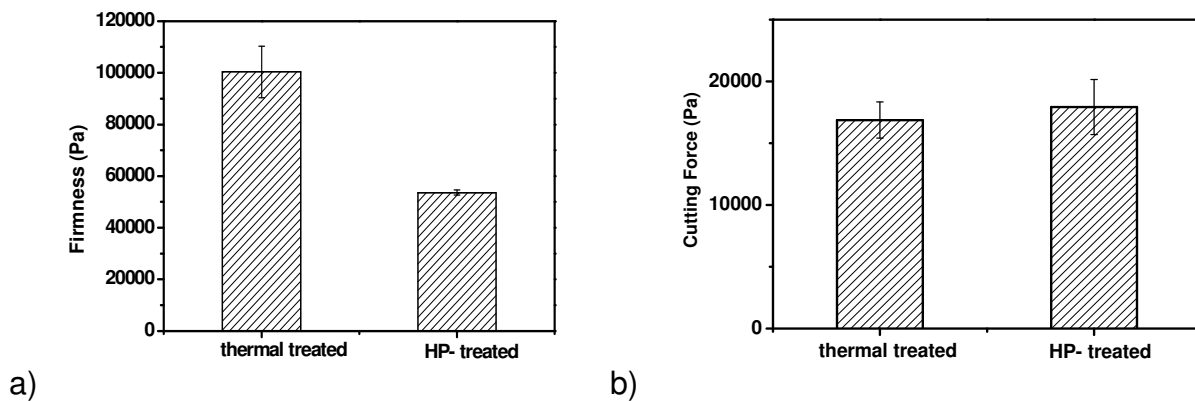 120000
100000
80000
60000
40000
20000
0
Firmness (Pa)
thermal treated
HP- treated
a)
20000
10000
0
Cutting Force (Pa)
thermal treated
HP- treated
b)